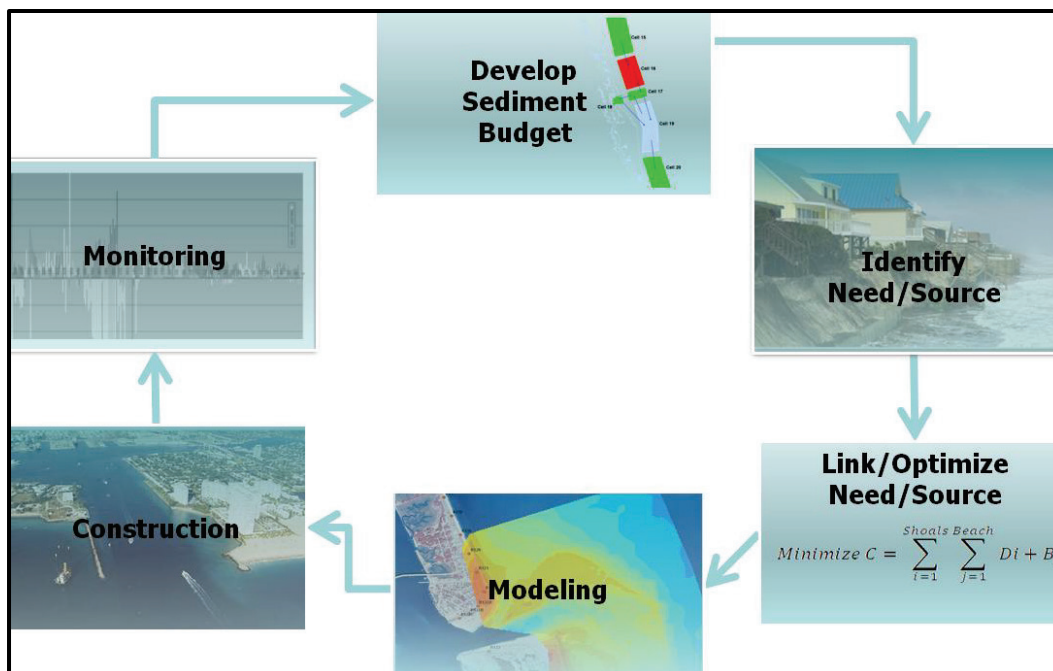 Develop
Sediment
Budget
Cell 15
Cell 16
Cell 17
Cell 18
Cell 19
Cell 20
Identify
Need/Source
Link/Optimize
Need/Source
Shoals Beach
Minimize C = ∑ ∑ Di + B
i=1 j=1
Modeling
Construction
Monitoring